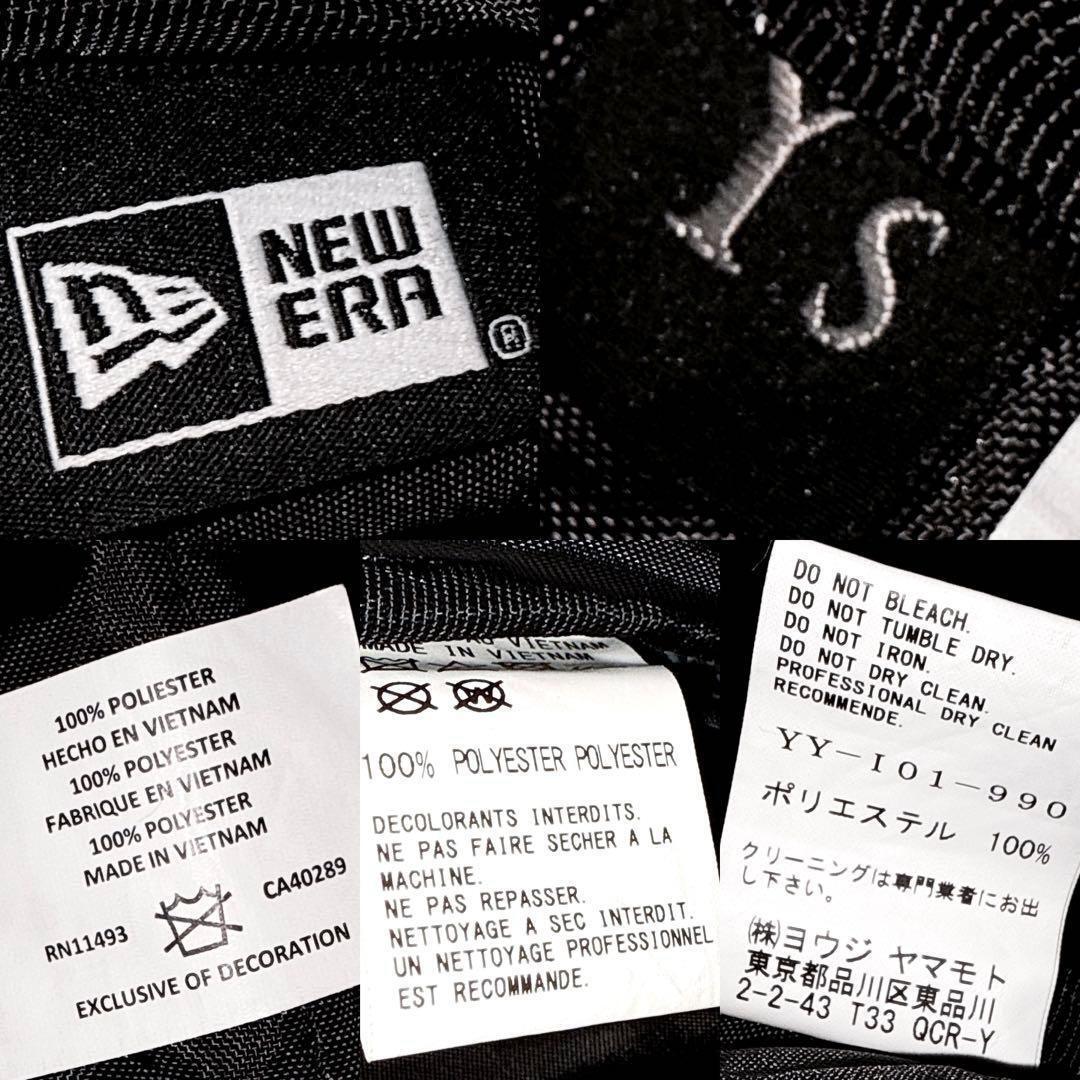 NEW
ERA
®
Y
S
100% POLIESTER
HECHO EN VIETNAM
100% POLYESTER
FABRIQUE EN VIETNAM
100% POLYESTER
MADE IN VIETNAM
RN11493 CA40289
EXCLUSIVE OF DECORATION
AU VIETNAM
MADE IN VIETNAM
100% POLYESTER POLYESTER
DECOLORANTS INTERDITS.
NE PAS FAIRE SECHER A LA
MACHINE.
NE PAS REPASSER.
NETTOYAGE A SEC INTERDIT.
UN NETTOYAGE PROFESSIONNEL
EST RECOMMANDE.
DO NOT BLEACH.
DO NOT TUMBLE DRY.
DO NOT IRON.
DO NOT DRY CLEAN.
PROFESSIONAL DRY CLEAN
RECOMMENDE.
YY-I01-990
ポリエステル 100%
クリーニングは専門業者にお出
し下さい。
㈱ヨウジ ヤマモト
東京都品川区東品川
2-2-43 T33 QCR-Y